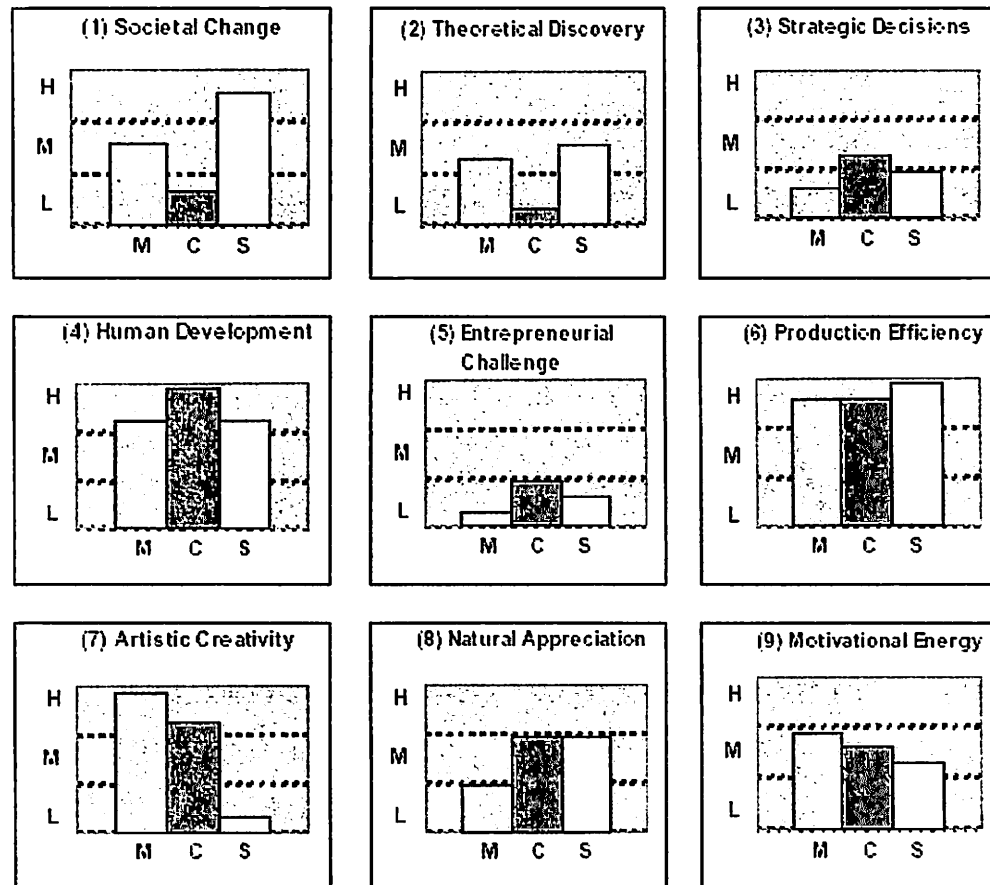 (1) Societal Change
H
M
L
M C S
(2) Theoretical Discovery
H
M
L
M C S
(3) Strategic Decisions
H
M
L
M C S
(4) Human Development
H
M
L
M C S
(5) Entrepreneurial
Challenge
H
M
L
M C S
(6) Production Efficiency
H
M
L
M C S
(7) Artistic Creativity
H
M
L
M C S
(8) Natural Appreciation
H
M
L
M C S
(9) Motivational Energy
H
M
L
M C S